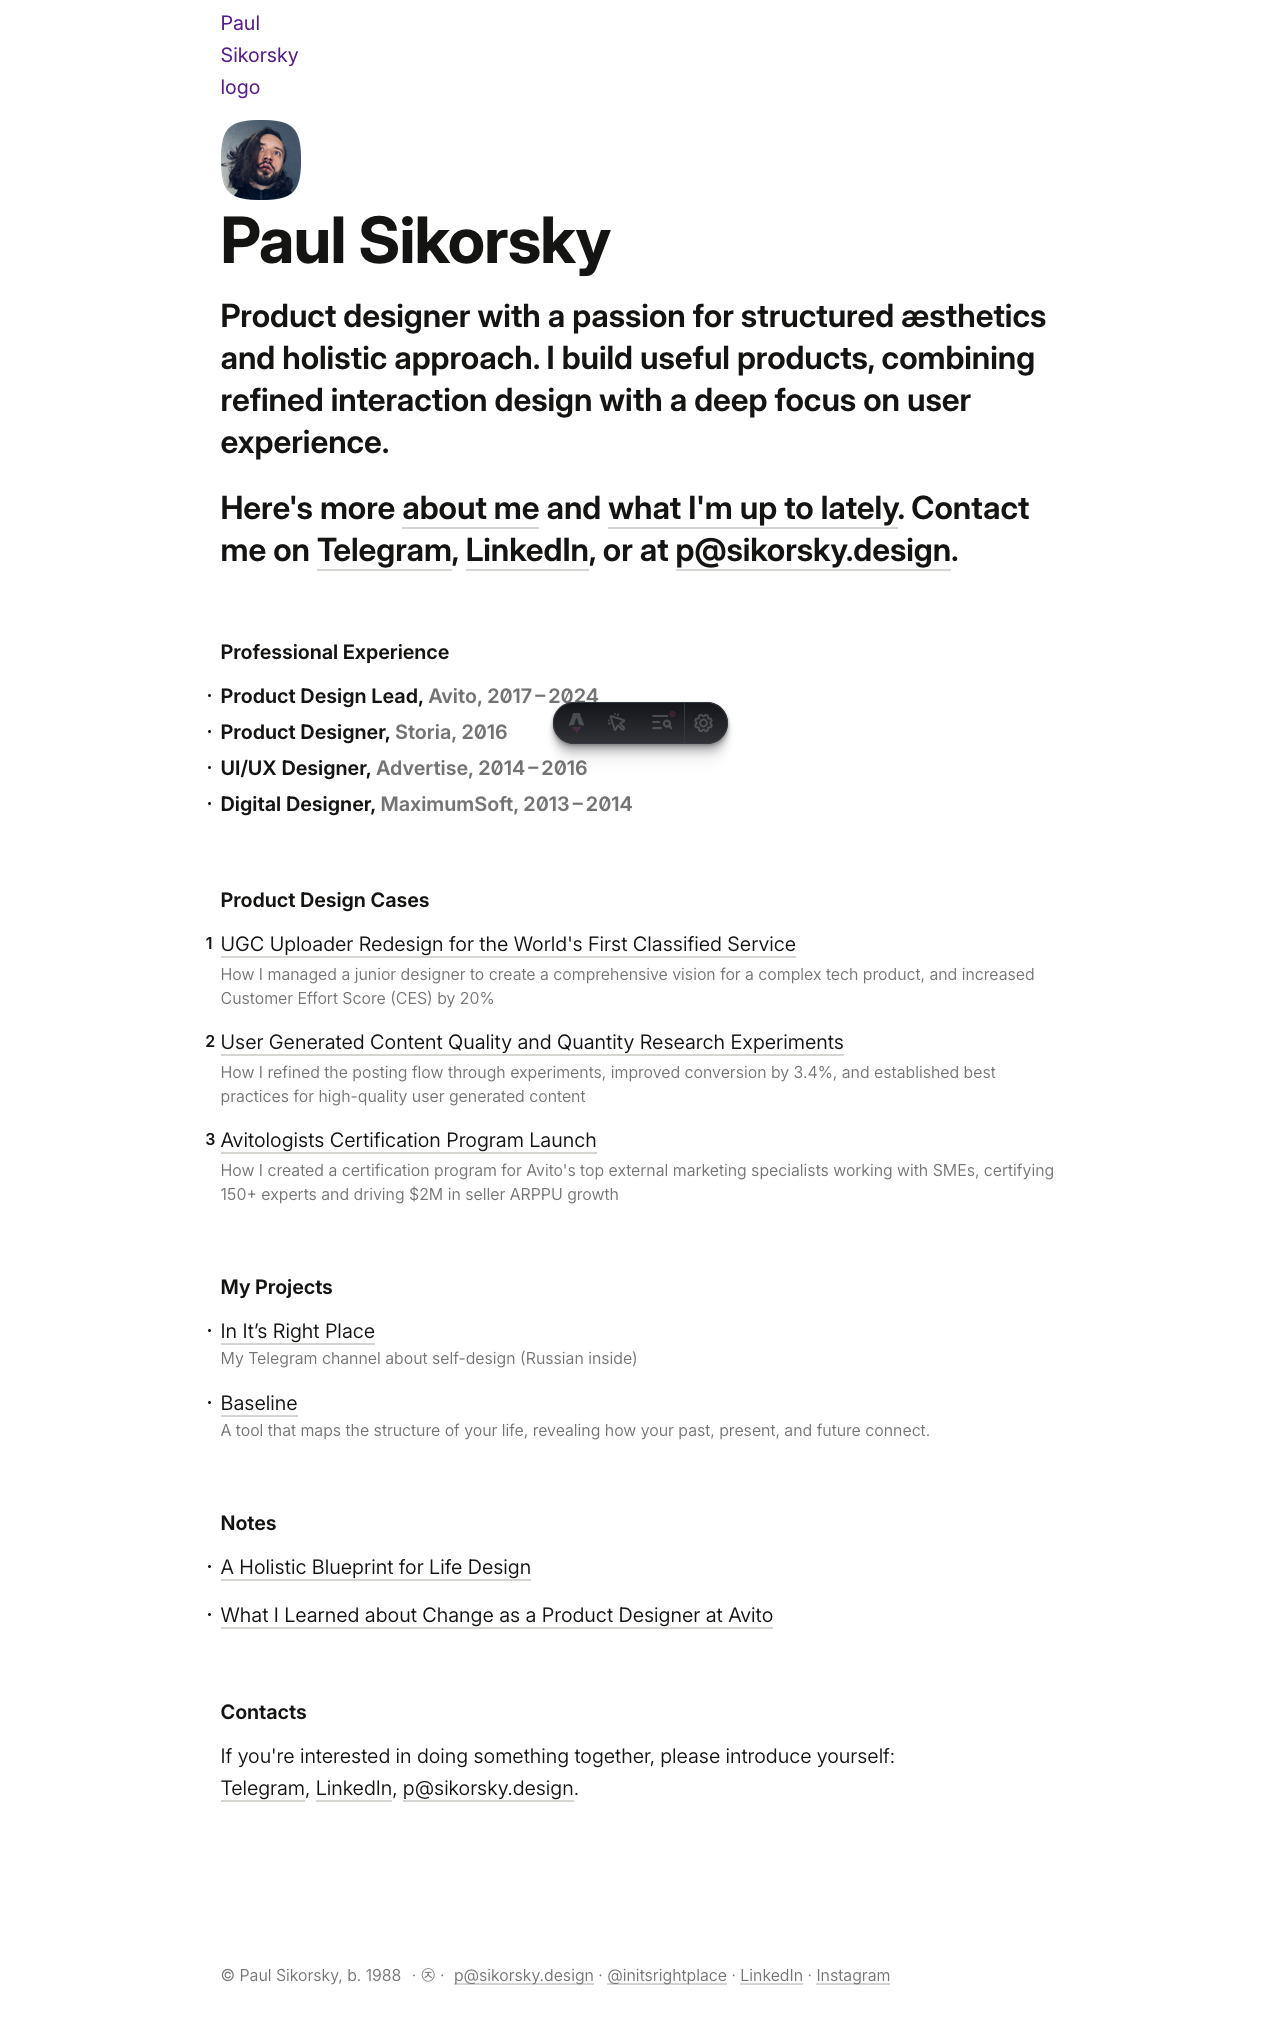 Paul
Sikorsky
logo
Paul Sikorsky
Product designer with a passion for structured æsthetics
and holistic approach. I build useful products, combining
refined interaction design with a deep focus on user
experience.
Here's more about me and what I'm up to lately. Contact
me on Telegram, LinkedIn, or at p@sikorsky.design.
Professional Experience
· Product Design Lead, Avito, 2017–2024
· Product Designer, Storia, 2016
· UI/UX Designer, Advertise, 2014–2016
· Digital Designer, MaximumSoft, 2013–2014
Product Design Cases
1 UGC Uploader Redesign for the World's First Classified Service
How I managed a junior designer to create a comprehensive vision for a complex tech product, and increased
Customer Effort Score (CES) by 20%
2 User Generated Content Quality and Quantity Research Experiments
How I refined the posting flow through experiments, improved conversion by 3.4%, and established best
practices for high-quality user generated content
3 Avitologists Certification Program Launch
How I created a certification program for Avito's top external marketing specialists working with SMEs, certifying
150+ experts and driving $2M in seller ARPPU growth
My Projects
· In It’s Right Place
My Telegram channel about self-design (Russian inside)
· Baseline
A tool that maps the structure of your life, revealing how your past, present, and future connect.
Notes
· A Holistic Blueprint for Life Design
· What I Learned about Change as a Product Designer at Avito
Contacts
If you're interested in doing something together, please introduce yourself:
Telegram, LinkedIn, p@sikorsky.design.
© Paul Sikorsky, b. 1988 · · p@sikorsky.design · @initsrightplace · LinkedIn · Instagram